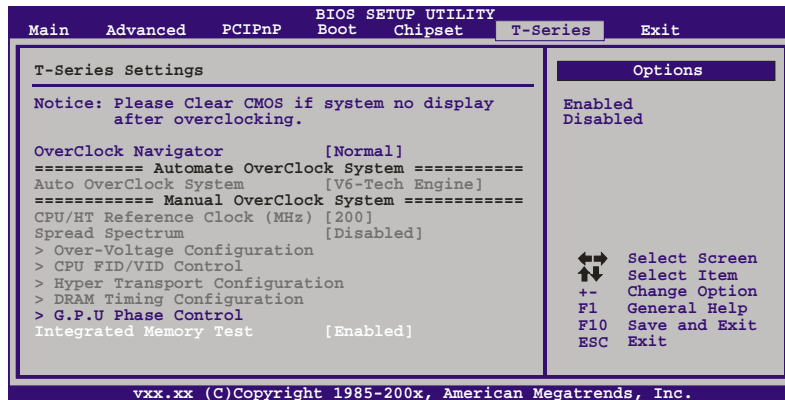 BIOS SETUP UTILITY
Main Advanced PCIPnP Boot Chipset T-Series Exit
T-Series Settings
Notice: Please Clear CMOS if system no display
after overclocking.
OverClock Navigator [Normal]
=========== Automate OverClock System ===========
Auto OverClock System [V6-Tech Engine]
============ Manual OverClock System ============
CPU/HT Reference Clock (MHz) [200]
Spread Spectrum [Disabled]
> Over-Voltage Configuration
> CPU FID/VID Control
> Hyper Transport Configuration
> DRAM Timing Configuration
> G.P.U Phase Control
Integrated Memory Test [Enabled]
Options
Enabled
Disabled
Select Screen
Select Item
+- Change Option
F1 General Help
F10 Save and Exit
ESC Exit
vxx.xx (C)Copyright 1985-200x, American Megatrends, Inc.